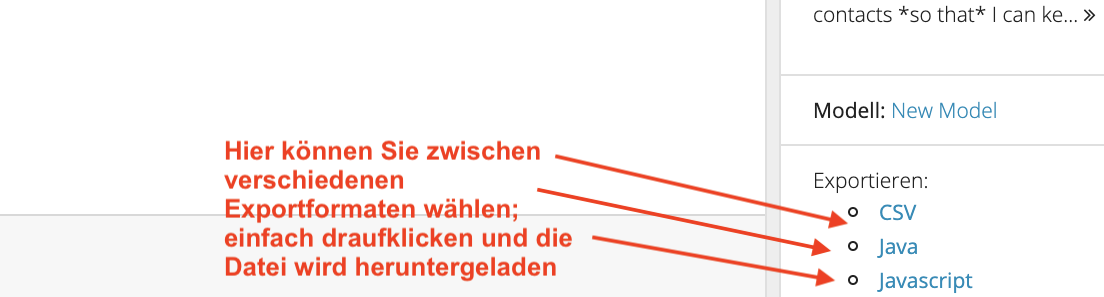 contacts *so that* I can ke... »
Modell: New Model
Hier können Sie zwischen
verschiedenen
Exportformaten wählen;
einfach draufklicken und die
Datei wird heruntergeladen
Exportieren:
CSV
Java
Javascript